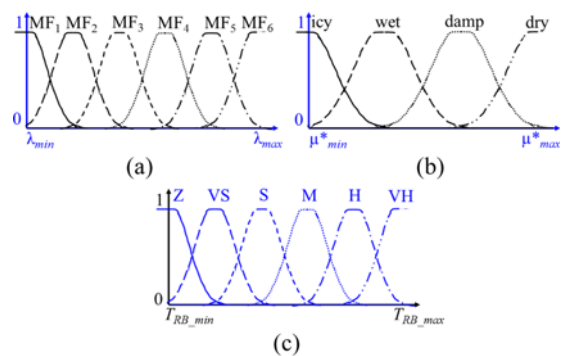 1 MF1 MF2 MF3 MF4 MF5 MF6
0
λmin λmax
(a)
1 icy wet damp dry
0
μ*min μ*max
(b)
1 Z VS S M H VH
0
TRB_min TRB_max
(c)